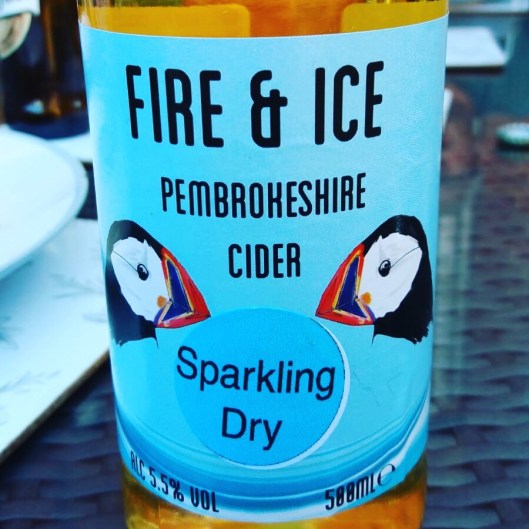 FIRE & ICE
PEMBROKESHIRE
CIDER
Sparkling
Dry
ALC 5.5% VOL
500ML℮